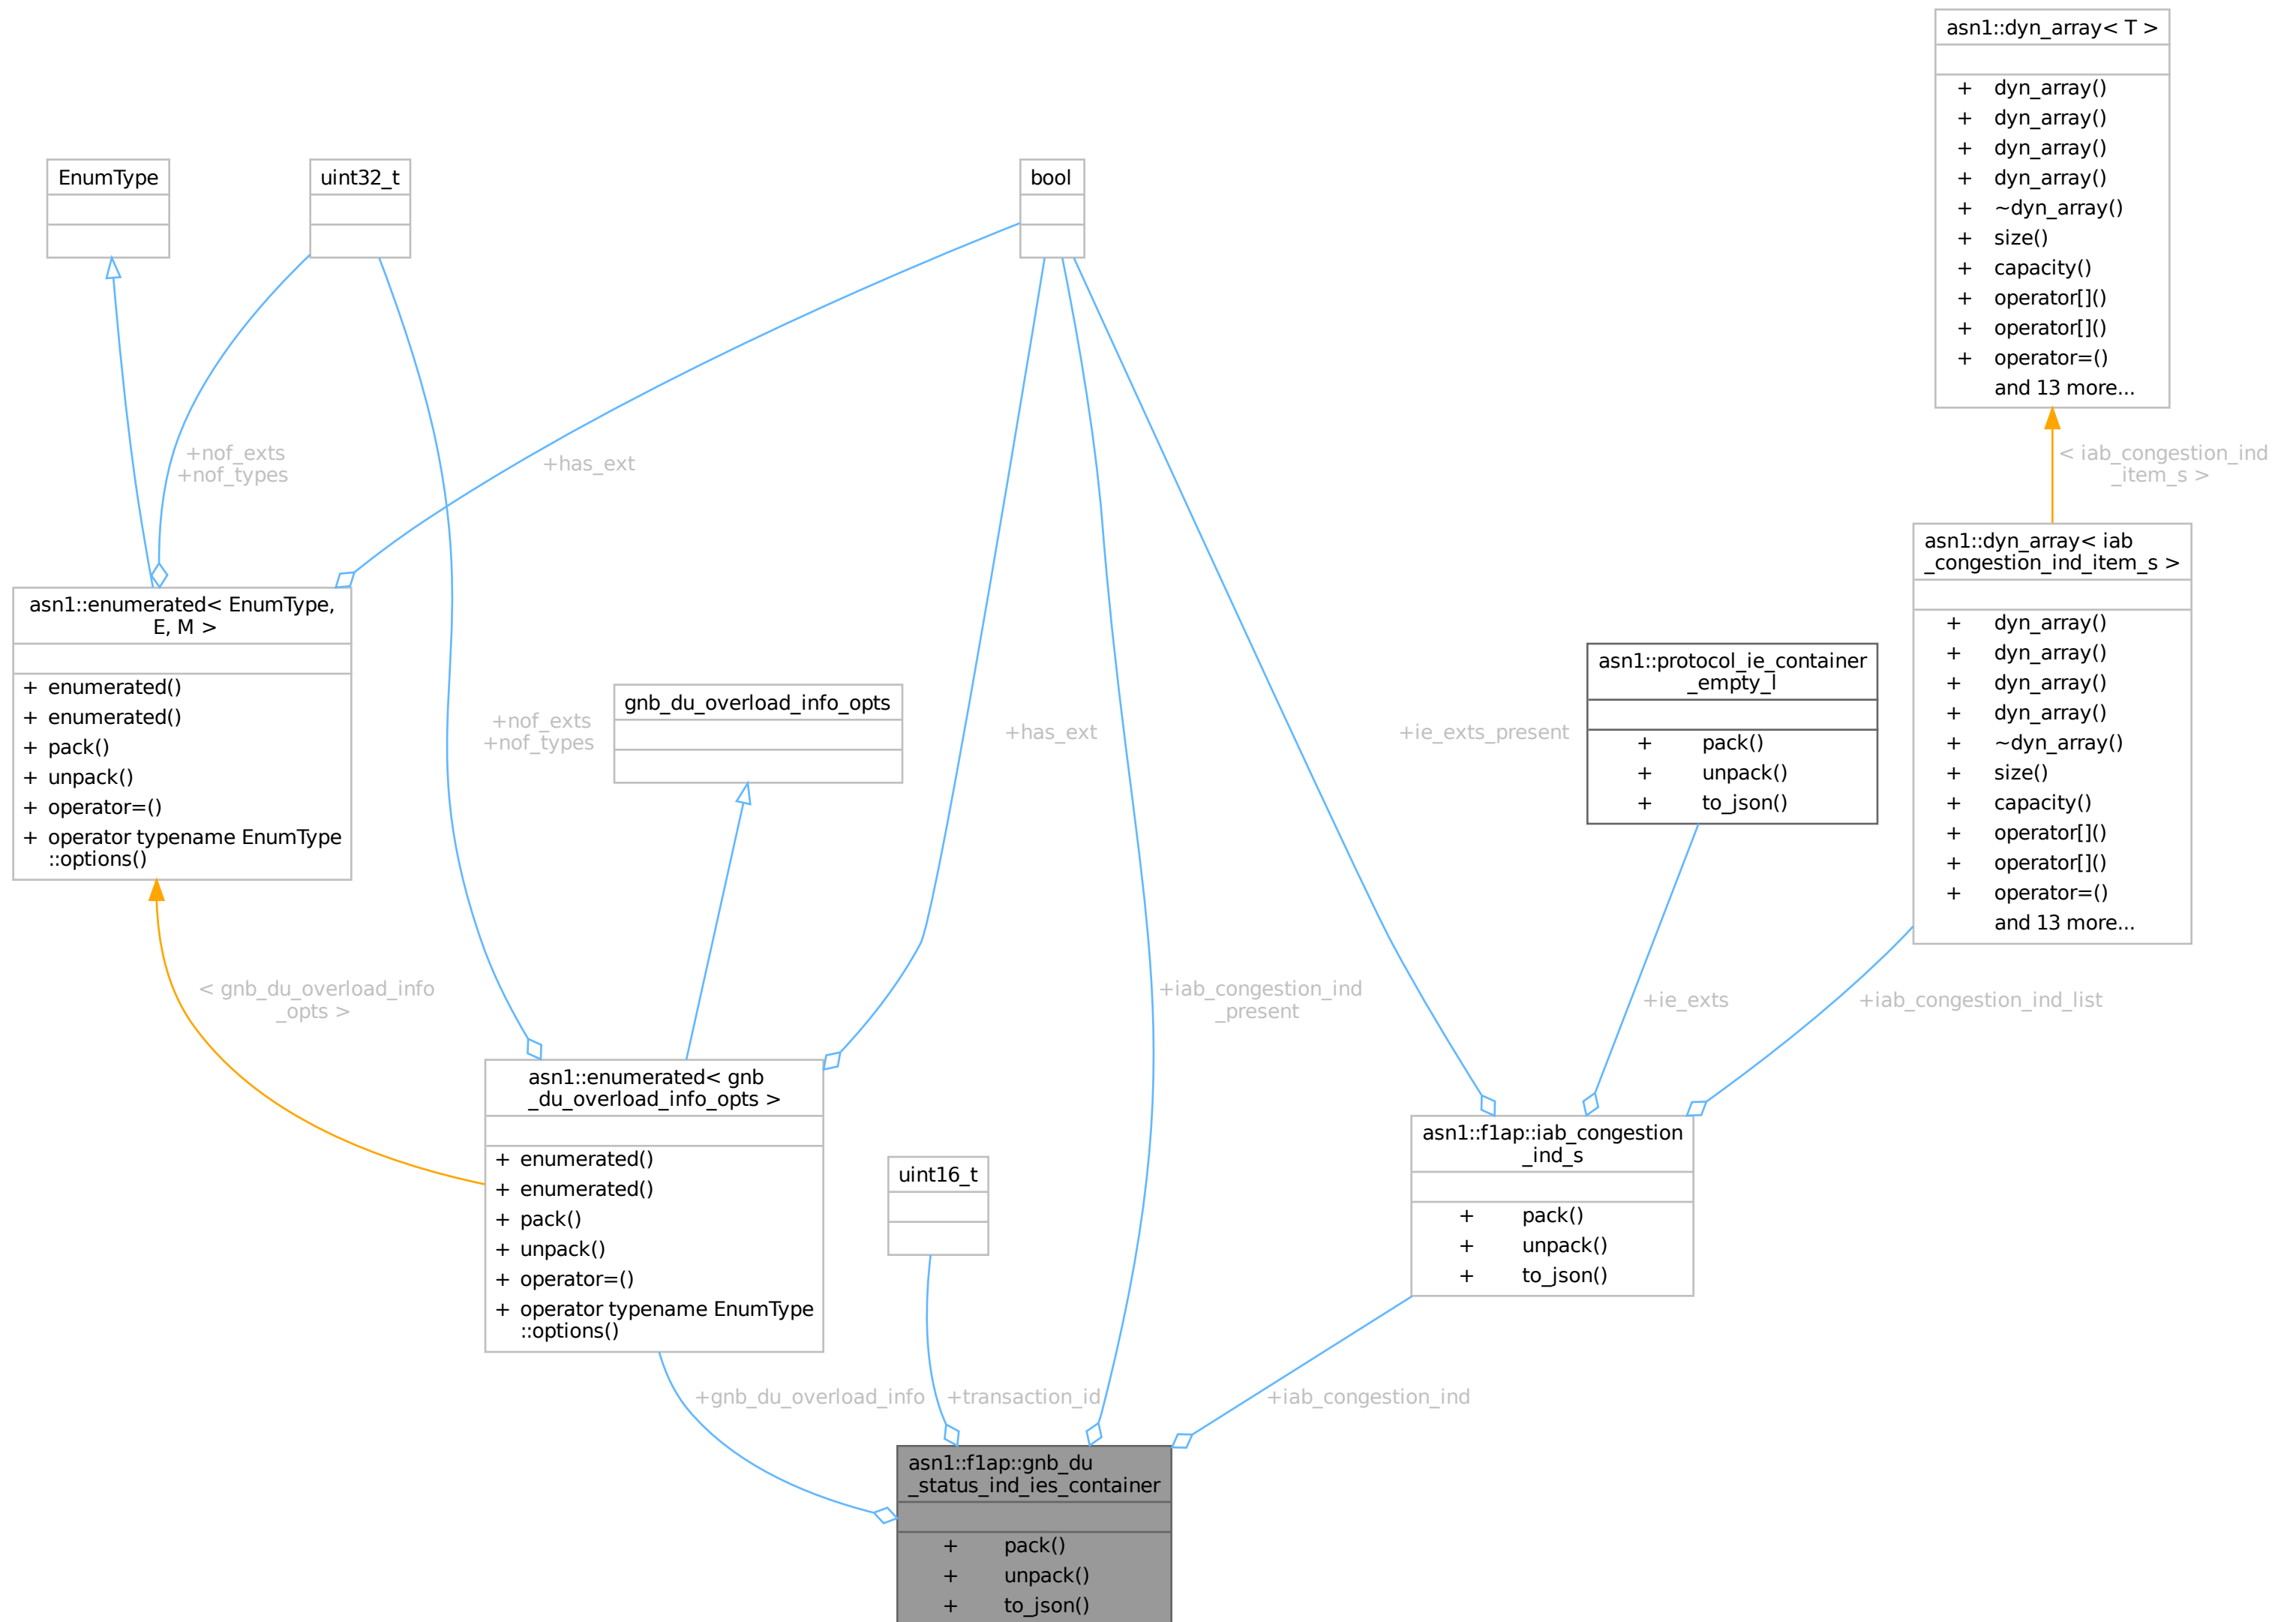 asn1::dyn_array< T >
+ dyn_array()
+ dyn_array()
+ dyn_array()
+ dyn_array()
+ ~dyn_array()
+ size()
+ capacity()
+ operator[]()
+ operator[]()
+ operator=()
and 13 more...
EnumType
uint32_t
bool
+nof_exts
+nof_types
+has_ext
< iab_congestion_ind
_item_s >
asn1::dyn_array< iab
_congestion_ind_item_s >
+ dyn_array()
+ dyn_array()
+ dyn_array()
+ dyn_array()
+ ~dyn_array()
+ size()
+ capacity()
+ operator[]()
+ operator[]()
+ operator=()
and 13 more...
asn1::enumerated< EnumType,
E, M >
+ enumerated()
+ enumerated()
+ pack()
+ unpack()
+ operator=()
+ operator typename EnumType
::options()
gnb_du_overload_info_opts
+nof_exts
+nof_types
+has_ext
+ie_exts_present
asn1::protocol_ie_container
_empty_l
+ pack()
+ unpack()
+ to_json()
< gnb_du_overload_info
_opts >
+iab_congestion_ind
_present
+ie_exts
+iab_congestion_ind_list
asn1::enumerated< gnb
_du_overload_info_opts >
+ enumerated()
+ enumerated()
+ pack()
+ unpack()
+ operator=()
+ operator typename EnumType
::options()
uint16_t
asn1::f1ap::iab_congestion
_ind_s
+ pack()
+ unpack()
+ to_json()
+gnb_du_overload_info
+transaction_id
+iab_congestion_ind
asn1::f1ap::gnb_du
_status_ind_ies_container
+ pack()
+ unpack()
+ to_json()